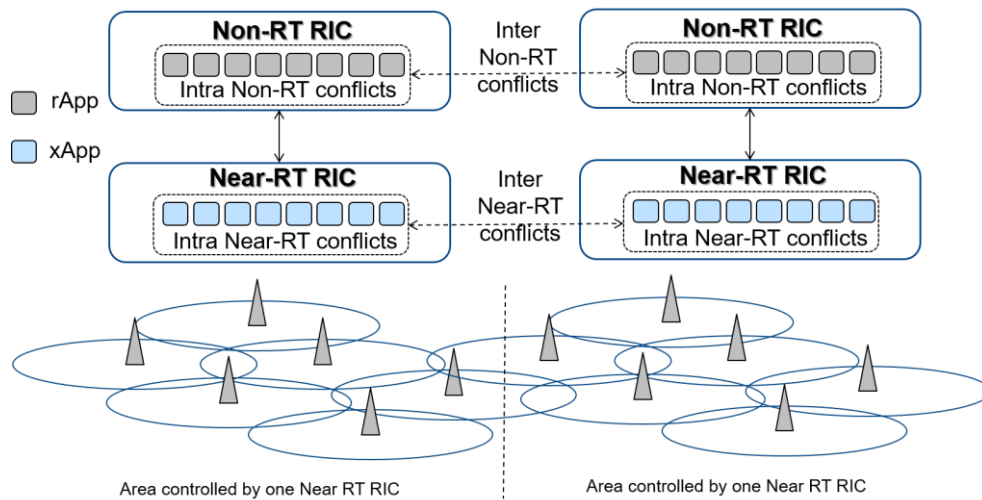 Non-RT RIC
Intra Non-RT conflicts
Inter
Non-RT
conflicts
Non-RT RIC
Intra Non-RT conflicts
rApp
xApp
Near-RT RIC
Intra Near-RT conflicts
Inter
Near-RT
conflicts
Near-RT RIC
Intra Near-RT conflicts
Area controlled by one Near RT RIC
Area controlled by one Near RT RIC